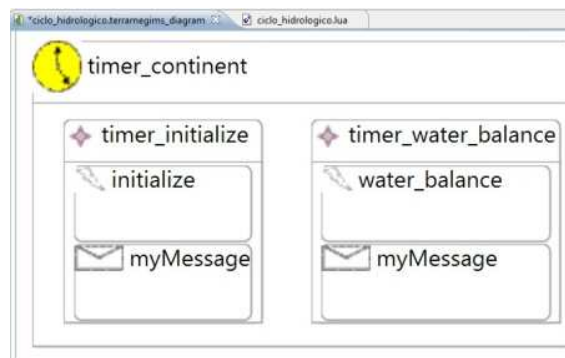 *ciclo_hidrologico.terramegims_diagram
ciclo_hidrologico.lua
timer_continent
timer_initialize
initialize
myMessage
timer_water_balance
water_balance
myMessage